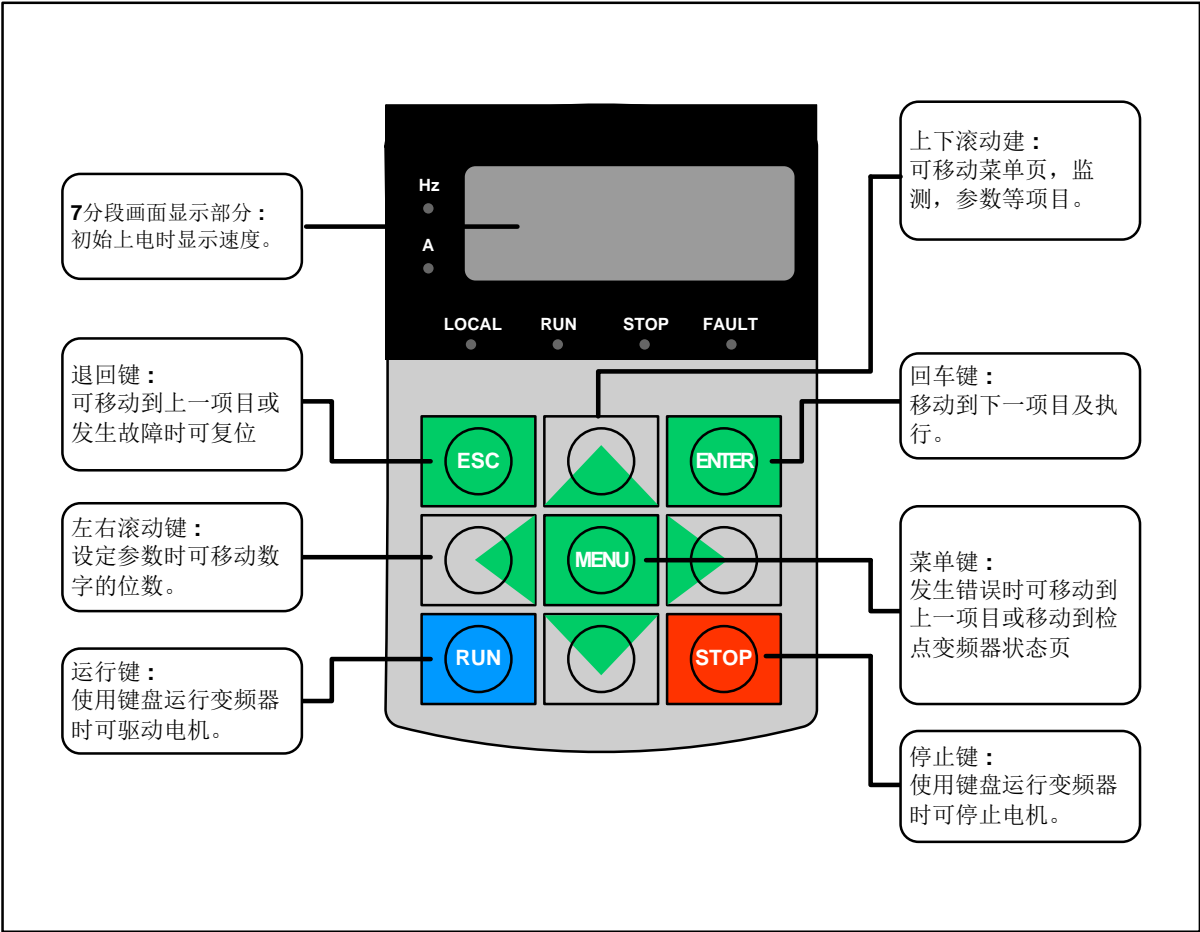 上下滚动建：
可移动菜单页，监
测，参数等项目。
Hz
7分段画面显示部分：
初始上电时显示速度。
A
LOCAL RUN STOP FAULT
退回键：
可移动到上一项目或
发生故障时可复位
回车键：
移动到下一项目及执
行。
ESC
ENTER
左右滚动键：
设定参数时可移动数
字的位数。
MENU
菜单键：
发生错误时可移动到
上一项目或移动到检
点变频器状态页
运行键：
使用键盘运行变频器
时可驱动电机。
RUN
STOP
停止键：
使用键盘运行变频器
时可停止电机。